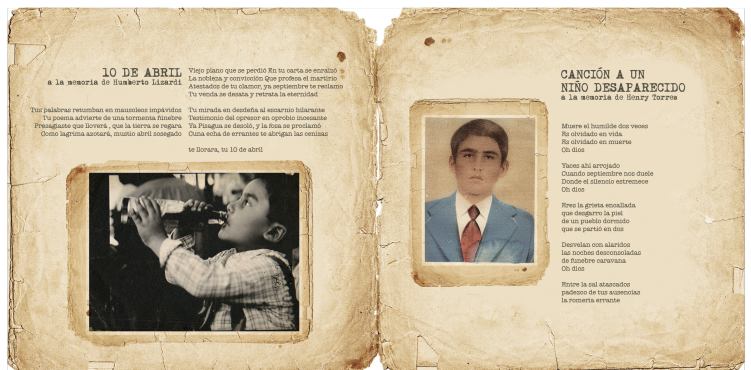 10 DE ABRIL
a la memoria de Humberto Lizardi
Tus palabras retumban en mausoleos impávidos
Tu poema advierte de una tormenta fúnebre
Presagiaste que lloverá , que la tierra se regara
Como lagrima azotará, mustio abril sosegado
Viejo plano que se perdió En tu carta se enraizó
La nobleza y convicción Que profesa el martirio
Atestados de tu clamor, ya septiembre te reclamo
Tu venda se desata y retrata la eternidad
Tu mirada en desdeña al escarnio hilarante
Testimonio del opresor en oprobio incesante
Ya Pisagua se desoló, y la fosa se proclamó
Cuna echa de errantes te abrigan las cenizas
te llorara, tu 10 de abril
CANCIÓN A UN
NIÑO DESAPARECIDO
a la memoria de Henry Torres
Muere el humilde dos veces
Es olvidado en vida
Es olvidado en muerte
Oh dios
Yaces ahí arrojado
Cuando septiembre nos duele
Donde el silencio estremece
Oh dios
Eres la grieta encallada
que desgarro la piel
de un pueblo dormido
que se partió en dos
Desvelan con alaridos
las noches desconsoladas
de fúnebre caravana
Oh dios
Entre la sal atascados
padezco de tus ausencias
la romería errante